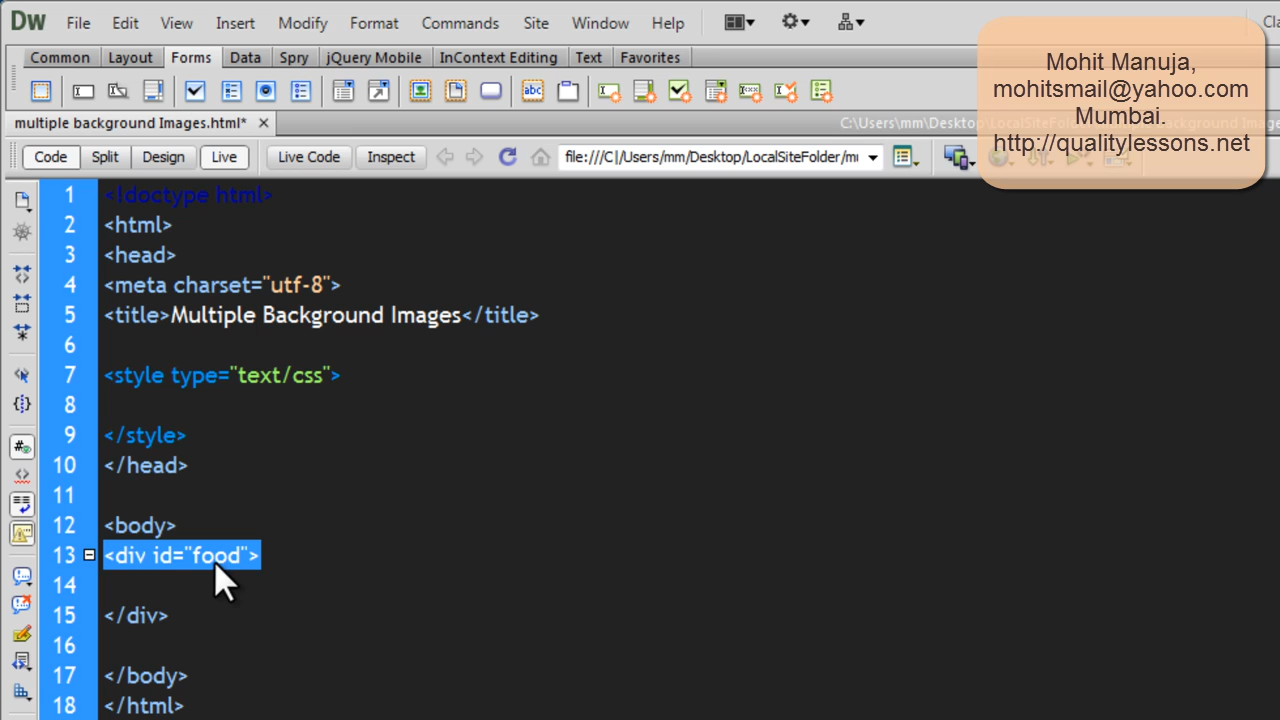 Dw File Edit View Insert Modify Format Commands Site Window Help
Common Layout Forms Data Spry jQuery Mobile InContext Editing Text Favorites
Mohit Manuja,
mohitsmail@yahoo.com
Mumbai.
http://qualitylessons.net
abc
multiple background Images.html*
Code Split Design Live Live Code Inspect file:///C|/Users/mm/Desktop/LocalSiteFolder/
1 <!doctype html>
2 <html>
3 <head>
4 <meta charset="utf-8">
5 <title>Multiple Background Images</title>
6
7 <style type="text/css">
8
9 </style>
10 </head>
11
12 <body>
13 <div id="food">
14
15 </div>
16
17 </body>
18 </html>